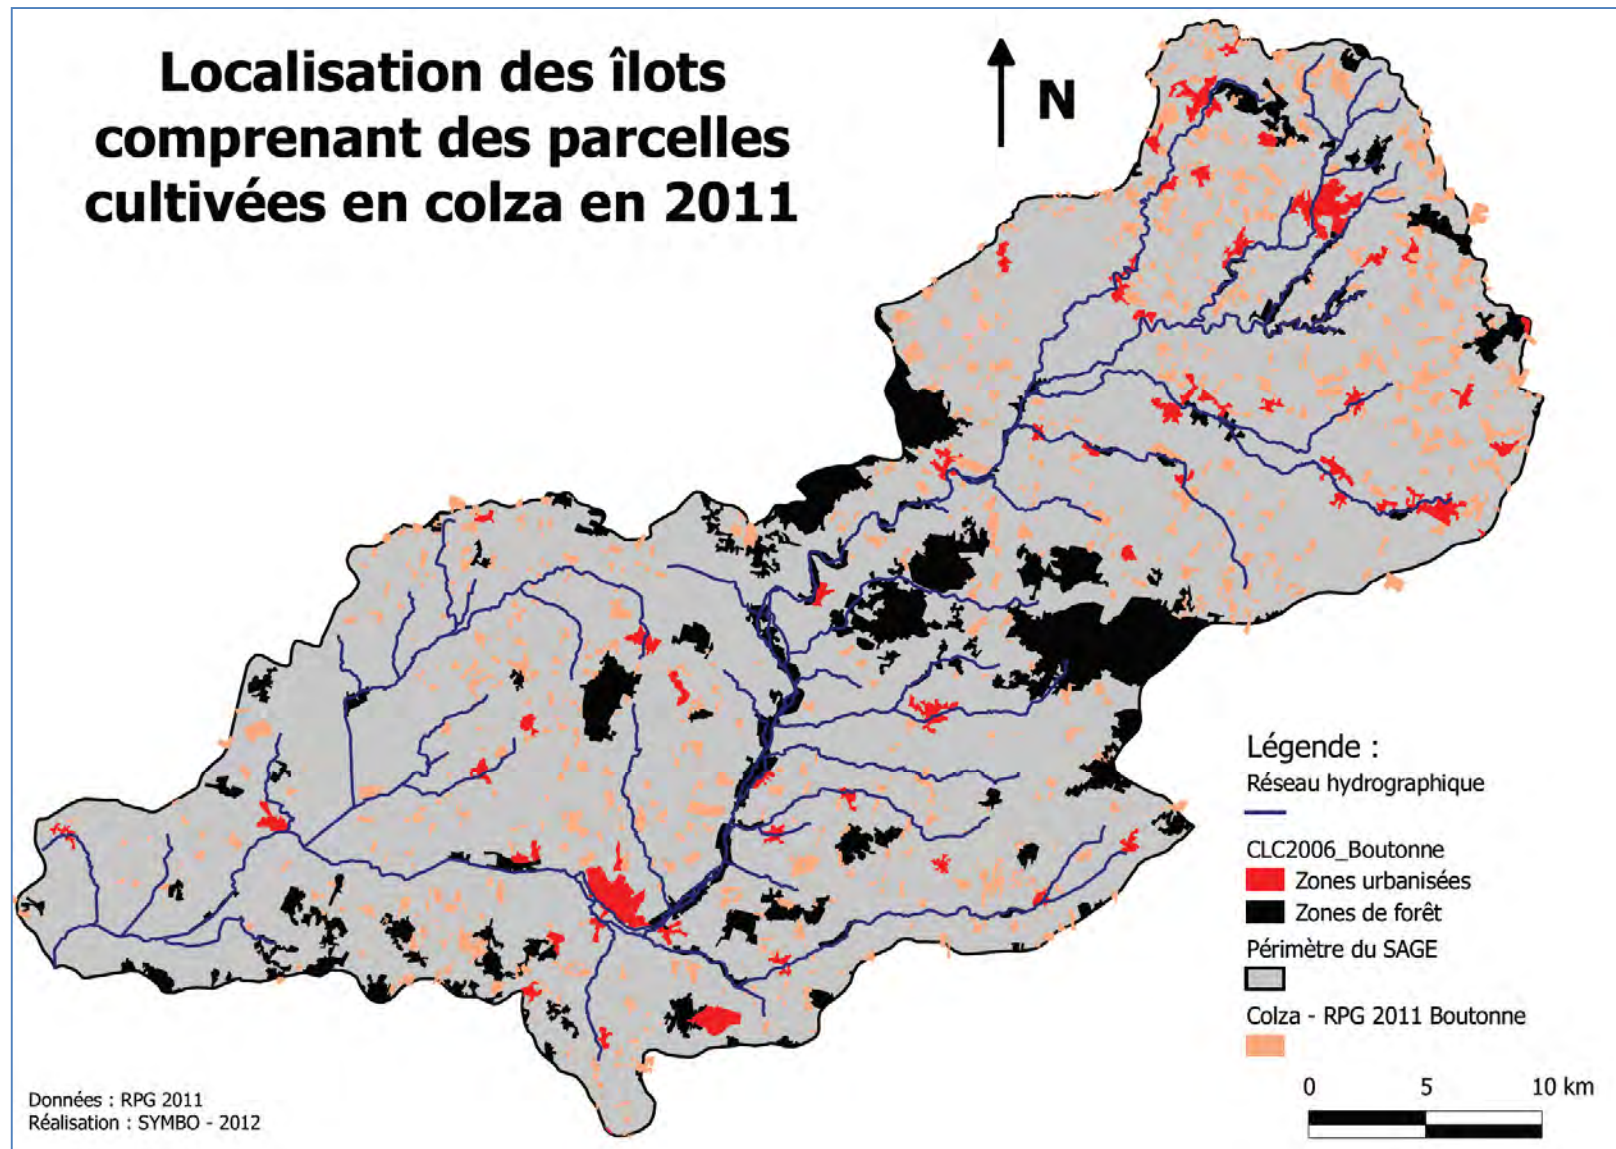 Localisation des îlots
comprenant des parcelles
cultivées en colza en 2011
N
Légende :
Réseau hydrographique
CLC2006_Boutonne
Zones urbanisées
Zones de forêt
Périmètre du SAGE
Colza - RPG 2011 Boutonne
0 5 10 km
Données : RPG 2011
Réalisation : SYMBO - 2012